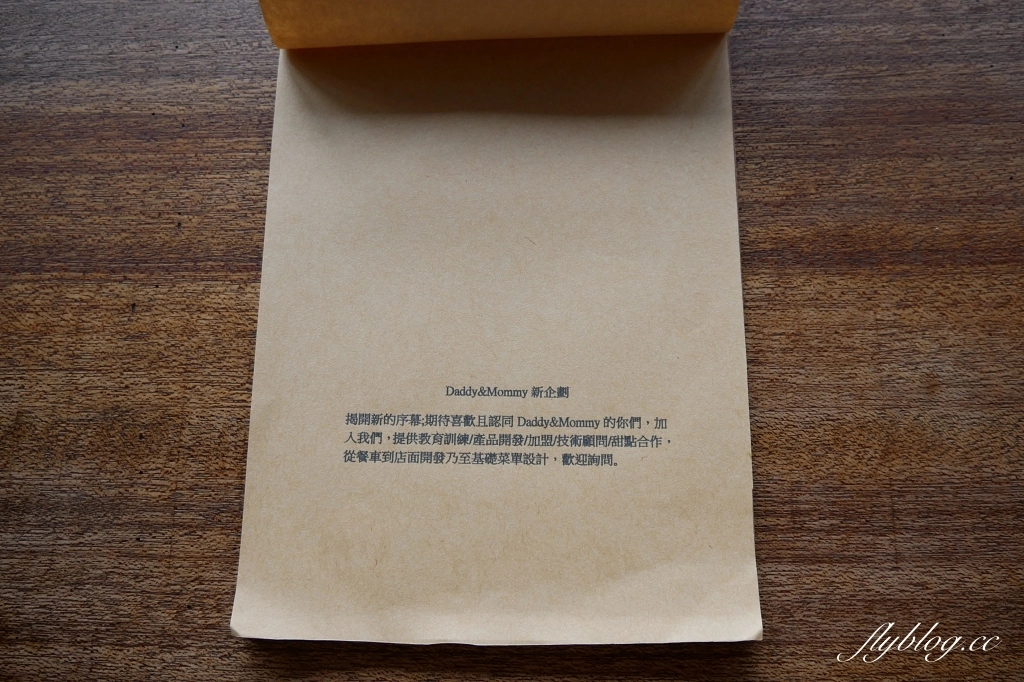 Daddy&Mommy 新企劃
揭開新的序幕;期待喜歡且認同 Daddy&Mommy 的你們，加
入我們，提供教育訓練/產品開發/加盟/技術顧問/甜點合作，
從餐車到店面開發乃至基礎菜單設計，歡迎詢問。
flyblog.cc